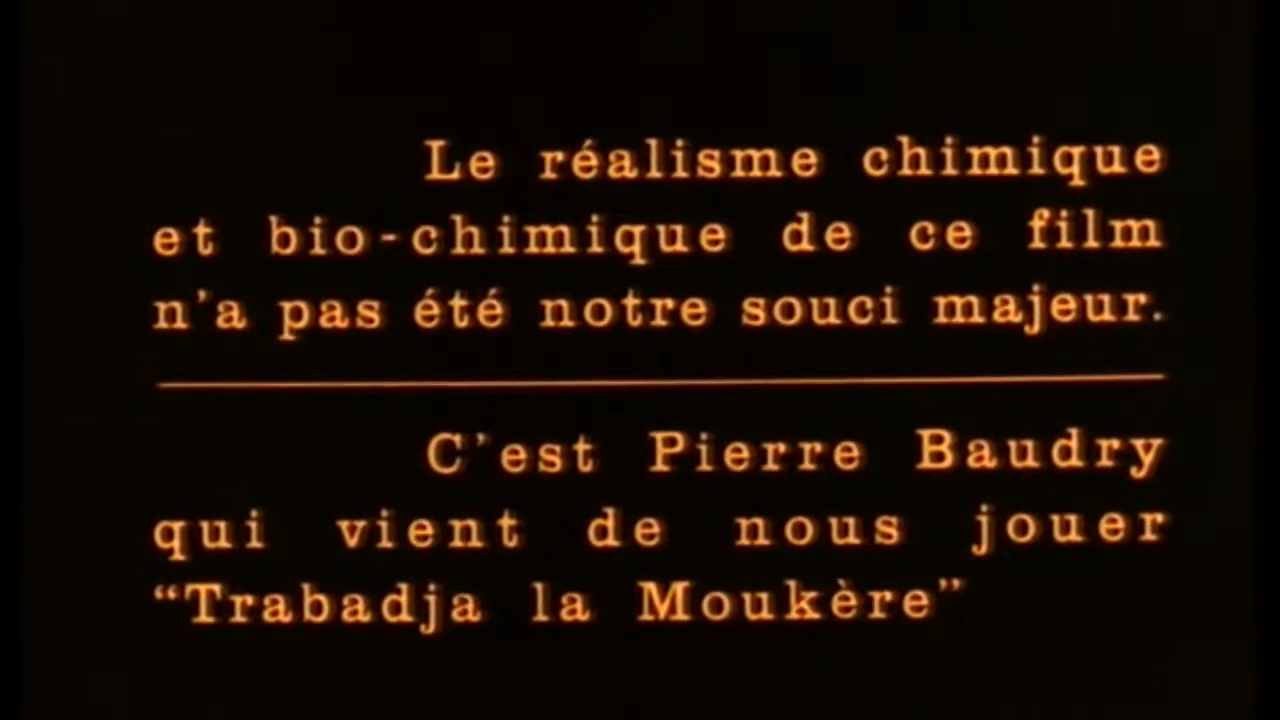 Le réalisme chimique
et bio-chimique de ce film
n'a pas été notre souci majeur.
C'est Pierre Baudry
qui vient de nous jouer
“Trabadja la Moukère”